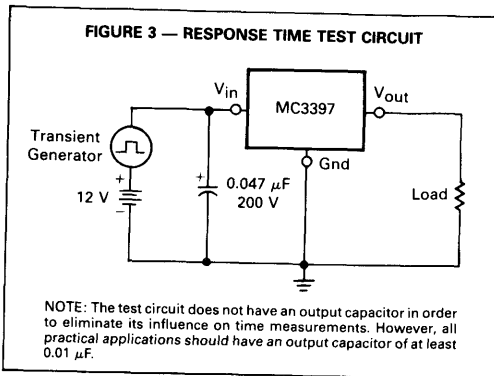 FIGURE 3 — RESPONSE TIME TEST CIRCUIT
Vin
MC3397
Vout
Transient
Generator
Gnd
+
12 V
−
+
0.047 µF
200 V
Load
NOTE: The test circuit does not have an output capacitor in order
to eliminate its influence on time measurements. However, all
practical applications should have an output capacitor of at least
0.01 µF.